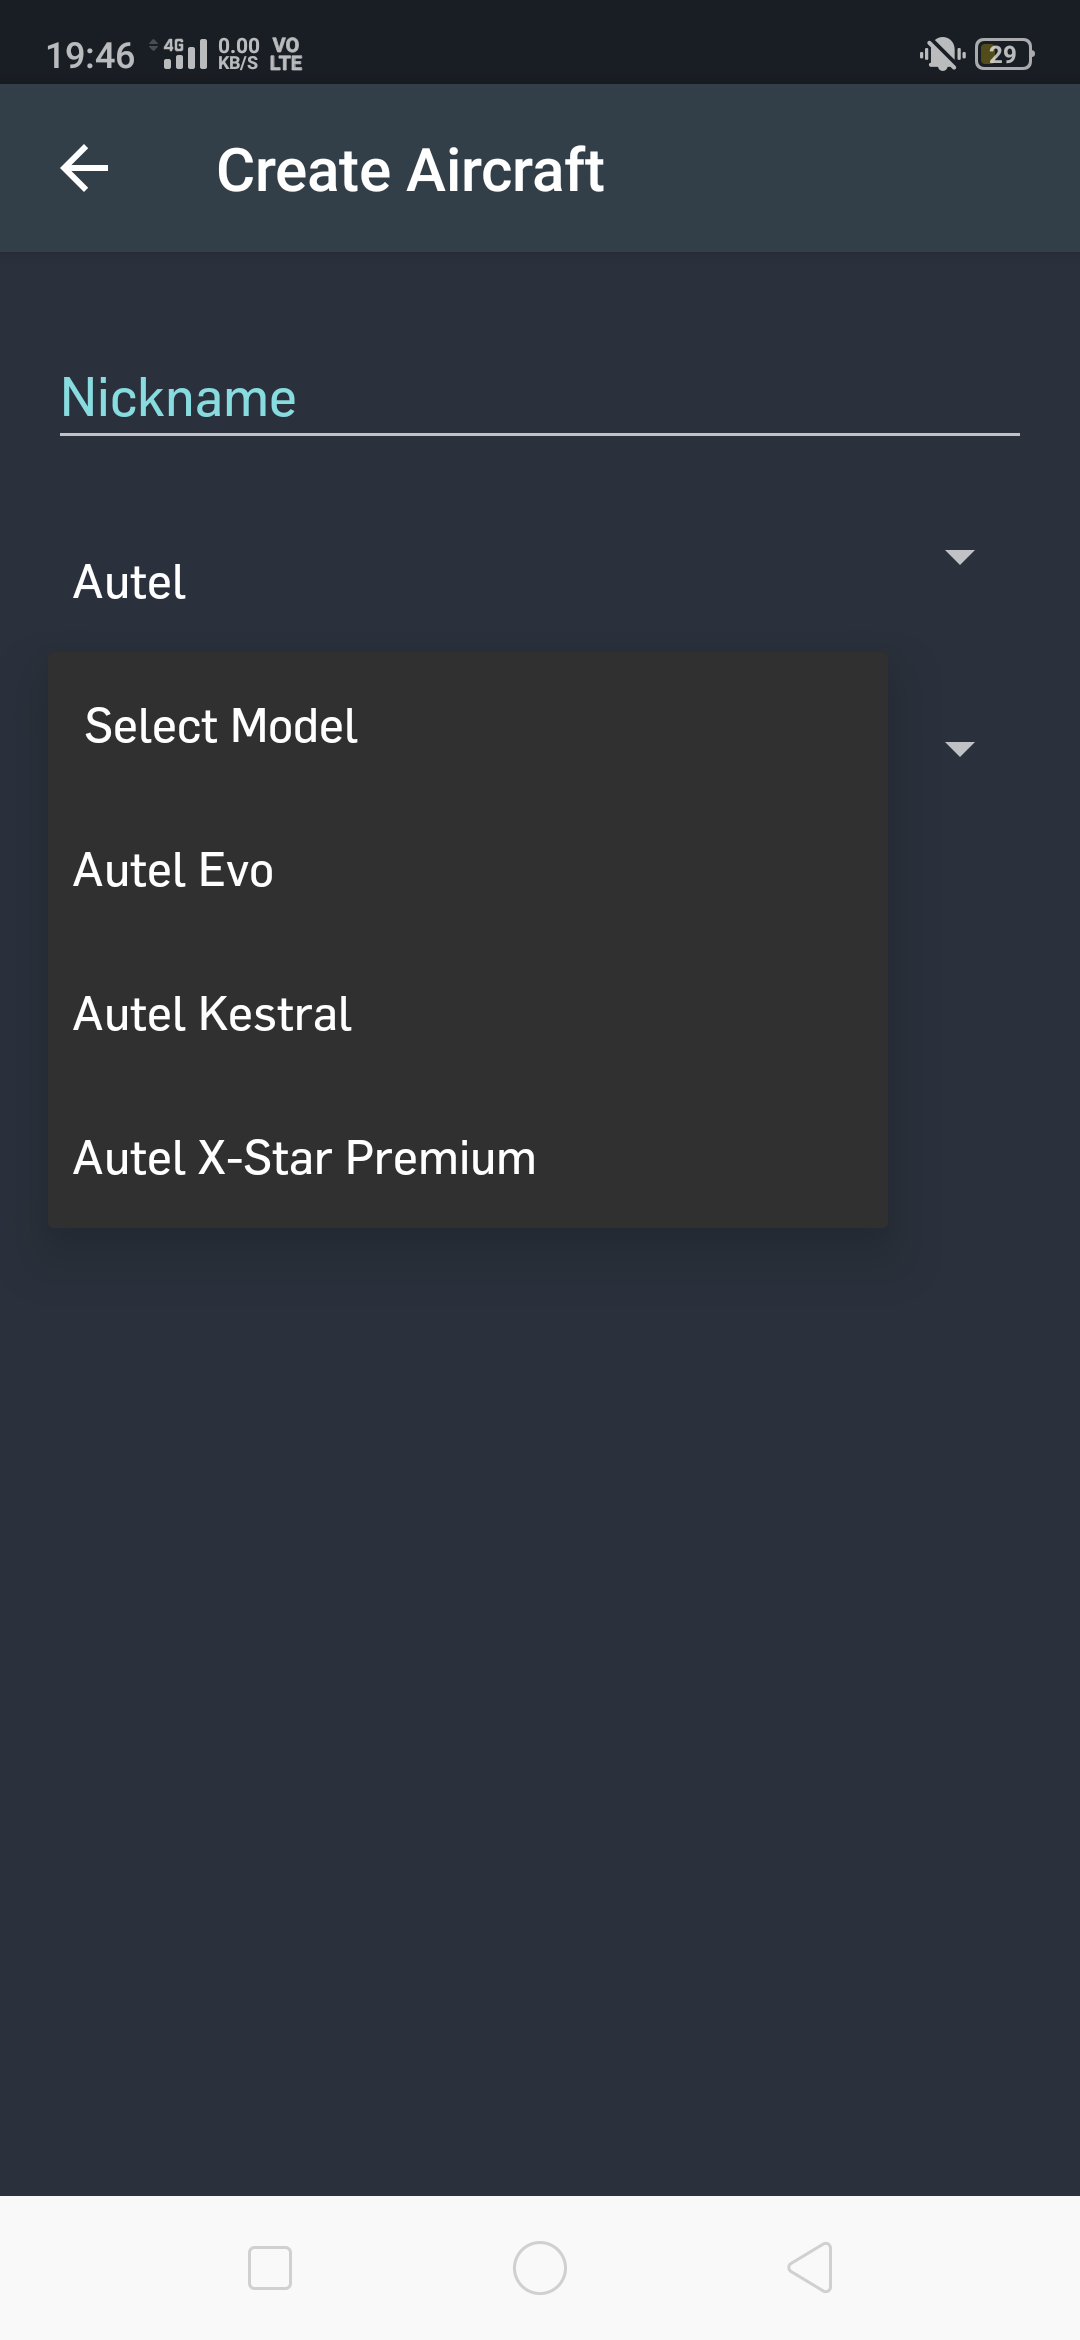 19:46 4G 0.00 KB/S VO LTE 29
Create Aircraft
Nickname
Autel
Select Model
Autel Evo
Autel Kestral
Autel X-Star Premium